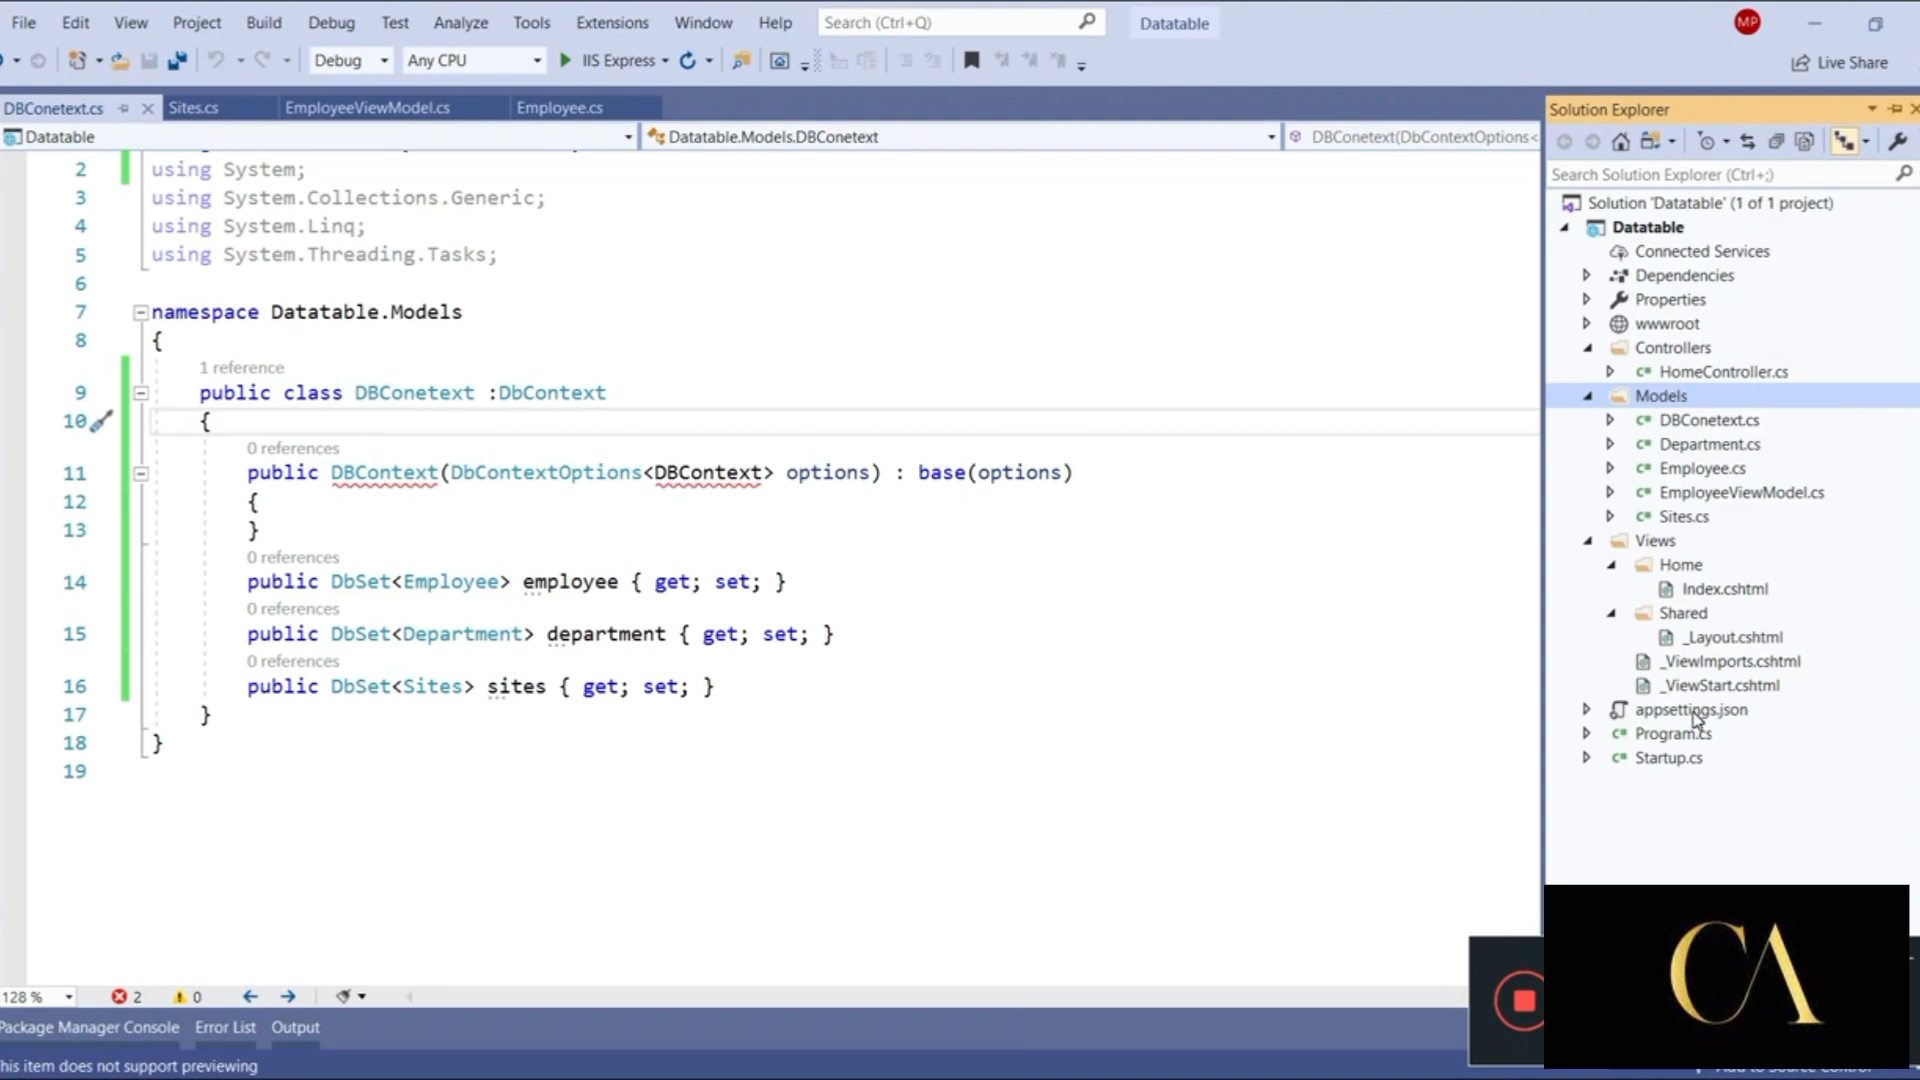 File Edit View Project Build Debug Test Analyze Tools Extensions Window Help Search (Ctrl+Q) Datatable MP
Debug Any CPU IIS Express Live Share
DBConetext.cs Sites.cs EmployeeViewModel.cs Employee.cs
Datatable Datatable.Models.DBConetext DBConetext(DbContextOptions<
2 using System;
3 using System.Collections.Generic;
4 using System.Linq;
5 using System.Threading.Tasks;
6
7 namespace Datatable.Models
8 {
1 reference
9 public class DBConetext :DbContext
10 {
0 references
11 public DBContext(DbContextOptions<DBContext> options) : base(options)
12 {
13 }
0 references
14 public DbSet<Employee> employee { get; set; }
0 references
15 public DbSet<Department> department { get; set; }
0 references
16 public DbSet<Sites> sites { get; set; }
17 }
18 }
19
128 % 2 0
Package Manager Console Error List Output
his item does not support previewing
Solution Explorer
Search Solution Explorer (Ctrl+;)
Solution 'Datatable' (1 of 1 project)
Datatable
Connected Services
Dependencies
Properties
wwwroot
Controllers
HomeController.cs
Models
DBConetext.cs
Department.cs
Employee.cs
EmployeeViewModel.cs
Sites.cs
Views
Home
Index.cshtml
Shared
_Layout.cshtml
_ViewImports.cshtml
_ViewStart.cshtml
appsettings.json
Program.cs
Startup.cs
CA